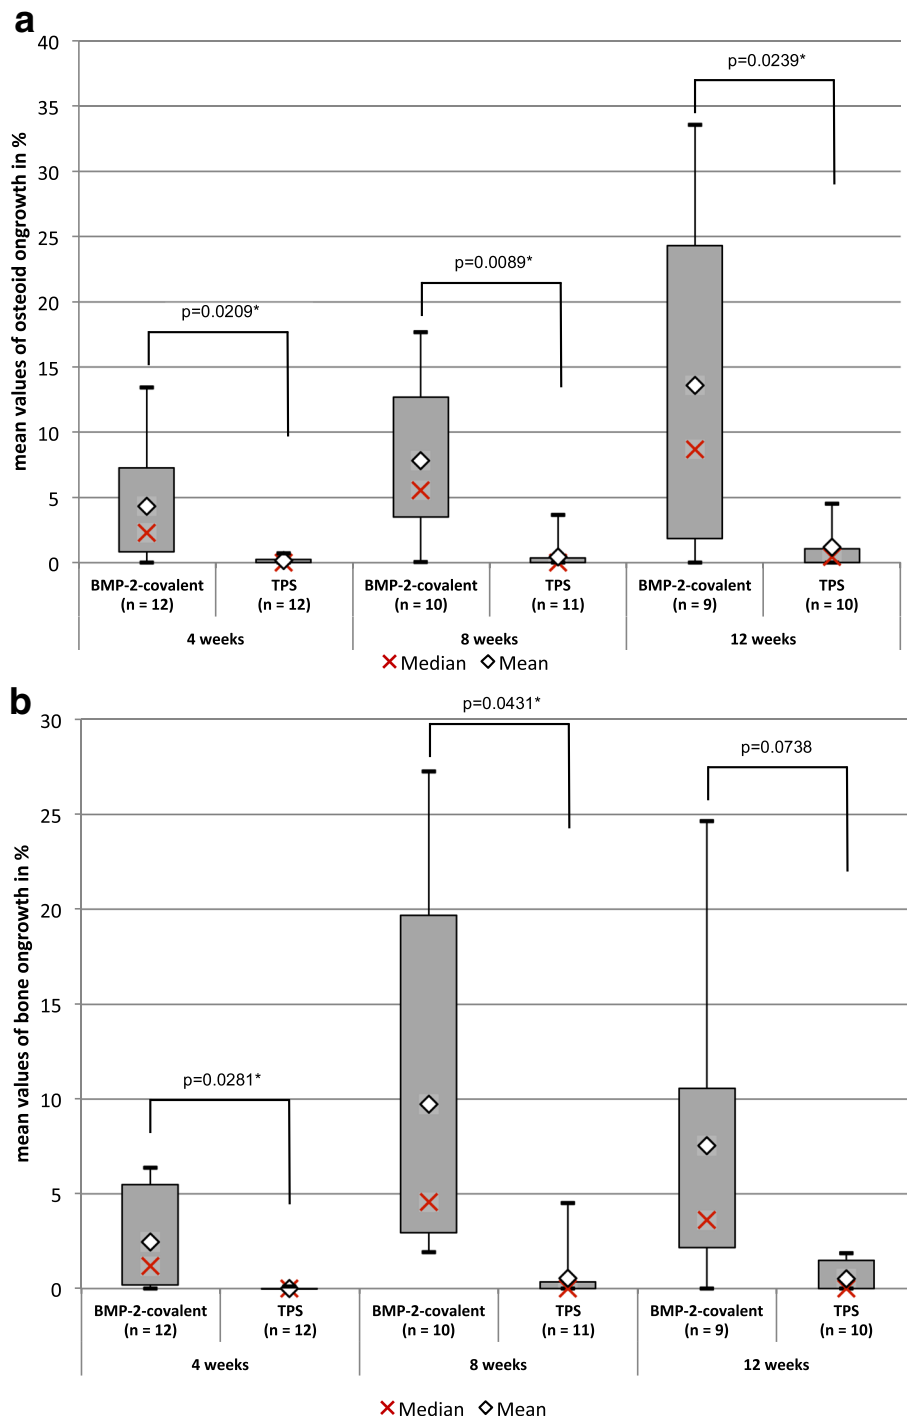 a
mean values of osteoid ongrowth in %
40
35
30
25
20
15
10
5
0
p=0.0209*
p=0.0089*
p=0.0239*
BMP-2-covalent TPS BMP-2-covalent TPS BMP-2-covalent TPS
(n = 12) (n = 12) (n = 10) (n = 11) (n = 9) (n = 10)
4 weeks 8 weeks 12 weeks
Median Mean
b
mean values of bone ongrowth in %
30
25
20
15
10
5
0
p=0.0281*
p=0.0431*
p=0.0738
BMP-2-covalent TPS BMP-2-covalent TPS BMP-2-covalent TPS
(n = 12) (n = 12) (n = 10) (n = 11) (n = 9) (n = 10)
4 weeks 8 weeks 12 weeks
Median Mean